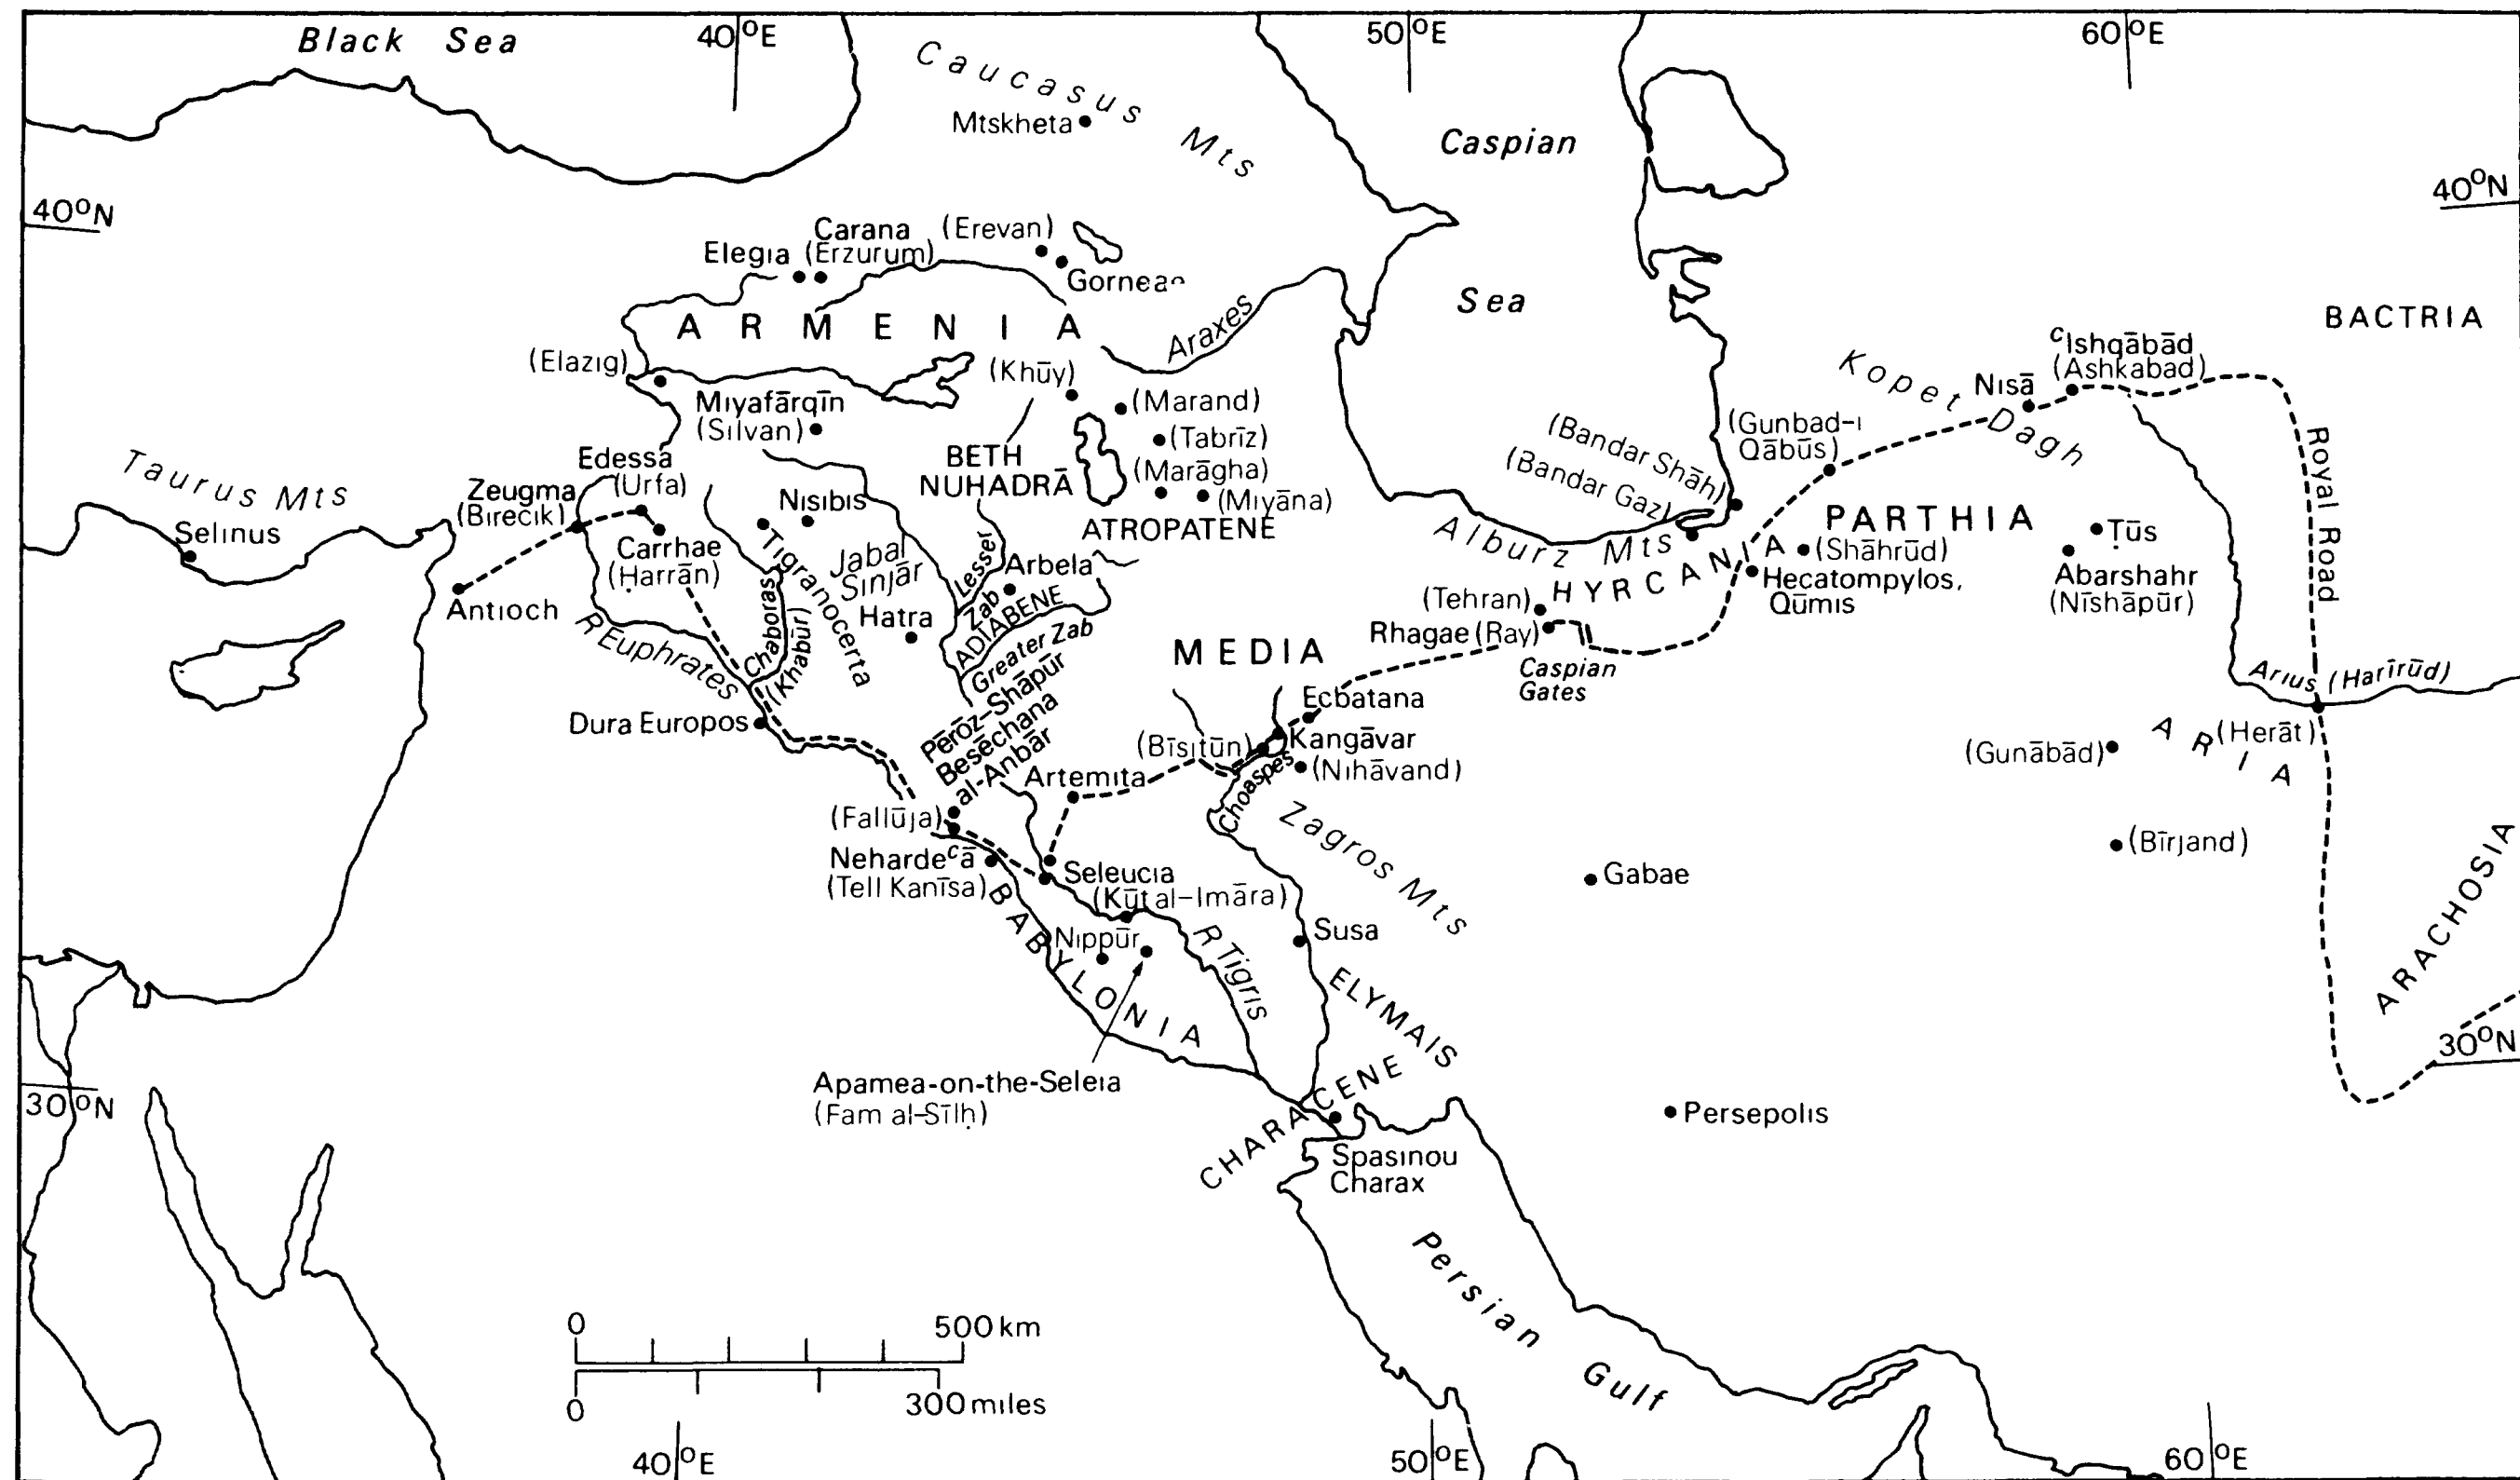 Black Sea
40°E
Caucasus Mts
50°E
60°E
Mtskheta
Caspian
Sea
40°N
40°N
Carana
(Erzurum)
(Erevan)
Elegia
Gornea
ARMENIA
Araxes
BACTRIA
(Elazig)
(Khūy)
Kopet Dagh
ᶜIshqābād
(Ashkabad)
Nisā
Miyafārqīn
(Silvan)
(Marand)
(Tabrīz)
(Gunbad-i
Qābūs)
(Bandar Shāh)
(Bandar Gaz)
Royal Road
Taurus Mts
Edessa
(Urfa)
BETH
NUHADRĀ
(Marāgha)
(Miyāna)
Zeugma
(Birecik)
Nisibis
ATROPATENE
Alburz Mts
PARTHIA
Ṭūs
Selinus
Carrhae
(Ḥarrān)
Tigranocerta
Jabal
Sinjār
Lesser
Zab
Arbela
HYRCANIA
(Shāhrūd)
Hecatompylos,
Qūmis
Abarshahr
(Nīshāpūr)
Antioch
Chaboras
(Khabūr)
Hatra
ADIABENE
Greater Zab
(Tehran)
Rhagae (Ray)
R Euphrates
MEDIA
Caspian
Gates
Arius (Harīrūd)
Dura Europos
Pērōz-Shāpūr
Besēchana
al-Anbār
Ecbatana
(Bīsitūn)
Kangāvar
(Nihāvand)
(Gunābād)
ARIA
(Herāt)
Artemita
Choaspes
(Fallūja)
Zagros Mts
(Bīrjand)
Nehardeᶜā
(Tell Kanīsa)
Seleucia
(Kūt al-Imāra)
Gabae
ARACHOSIA
BABYLONIA
Nippūr
R Tigris
Susa
ELYMAIS
30°N
30°N
Apamea-on-the-Seleia
(Fam al-Sīlḥ)
CHARACENE
Persepolis
Spasinou
Charax
Persian Gulf
0
500 km
0
300 miles
40°E
50°E
60°E